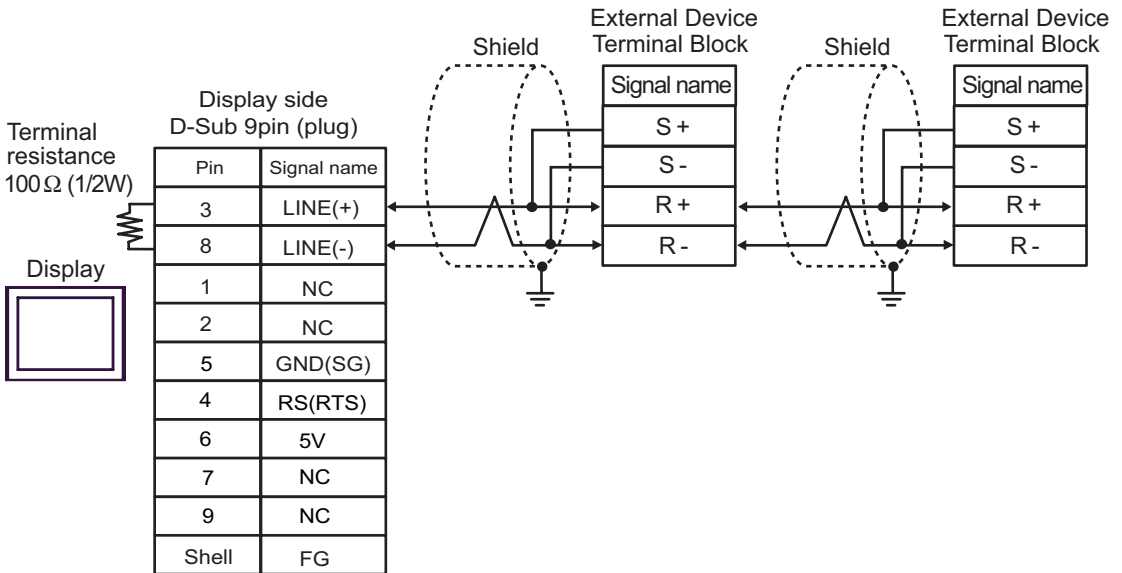 External Device
Terminal Block
External Device
Terminal Block
Shield
Shield
Signal name
S +
S -
R +
R -
Signal name
S +
S -
R +
R -
Display side
D-Sub 9pin (plug)
Terminal
resistance
100 Ω (1/2W)
Display
Pin Signal name
3 LINE(+)
8 LINE(-)
1 NC
2 NC
5 GND(SG)
4 RS(RTS)
6 5V
7 NC
9 NC
Shell FG